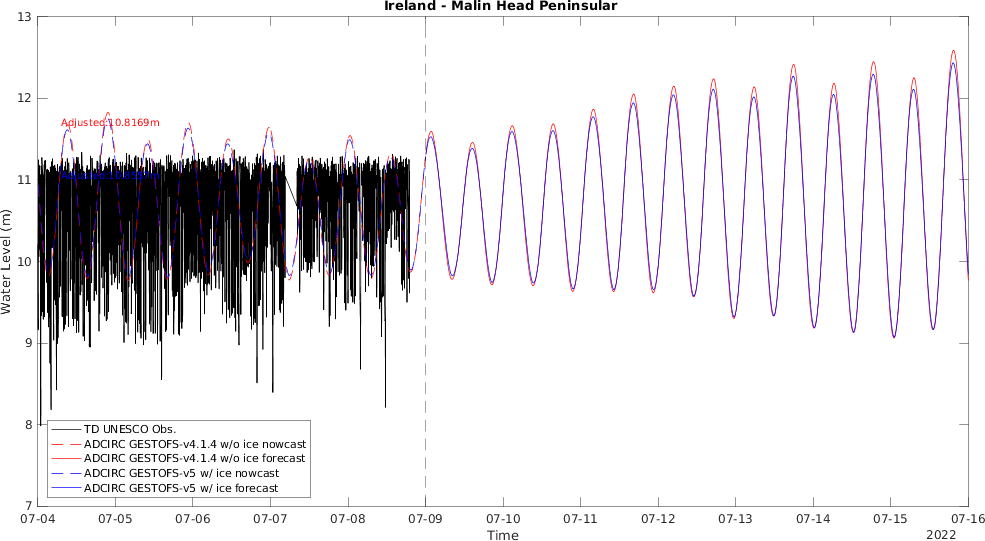 Ireland - Malin Head Peninsular
13
12
11
10
9
8
7
Water Level (m)
Adjusted:10.8169m
TD UNESCO Obs.
ADCIRC GESTOFS-v4.1.4 w/o ice nowcast
ADCIRC GESTOFS-v4.1.4 w/o ice forecast
ADCIRC GESTOFS-v5 w/ ice nowcast
ADCIRC GESTOFS-v5 w/ ice forecast
07-04 07-05 07-06 07-07 07-08 07-09 07-10 07-11 07-12 07-13 07-14 07-15 07-16
Time
2022